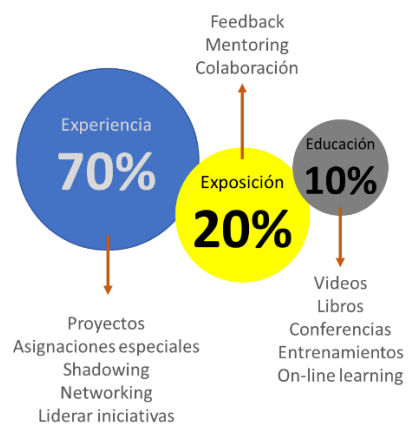 Feedback
Mentoring
Colaboración
Experiencia
70%
Exposición
20%
Educación
10%
Proyectos
Asignaciones especiales
Shadowing
Networking
Liderar iniciativas
Videos
Libros
Conferencias
Entrenamientos
On-line learning